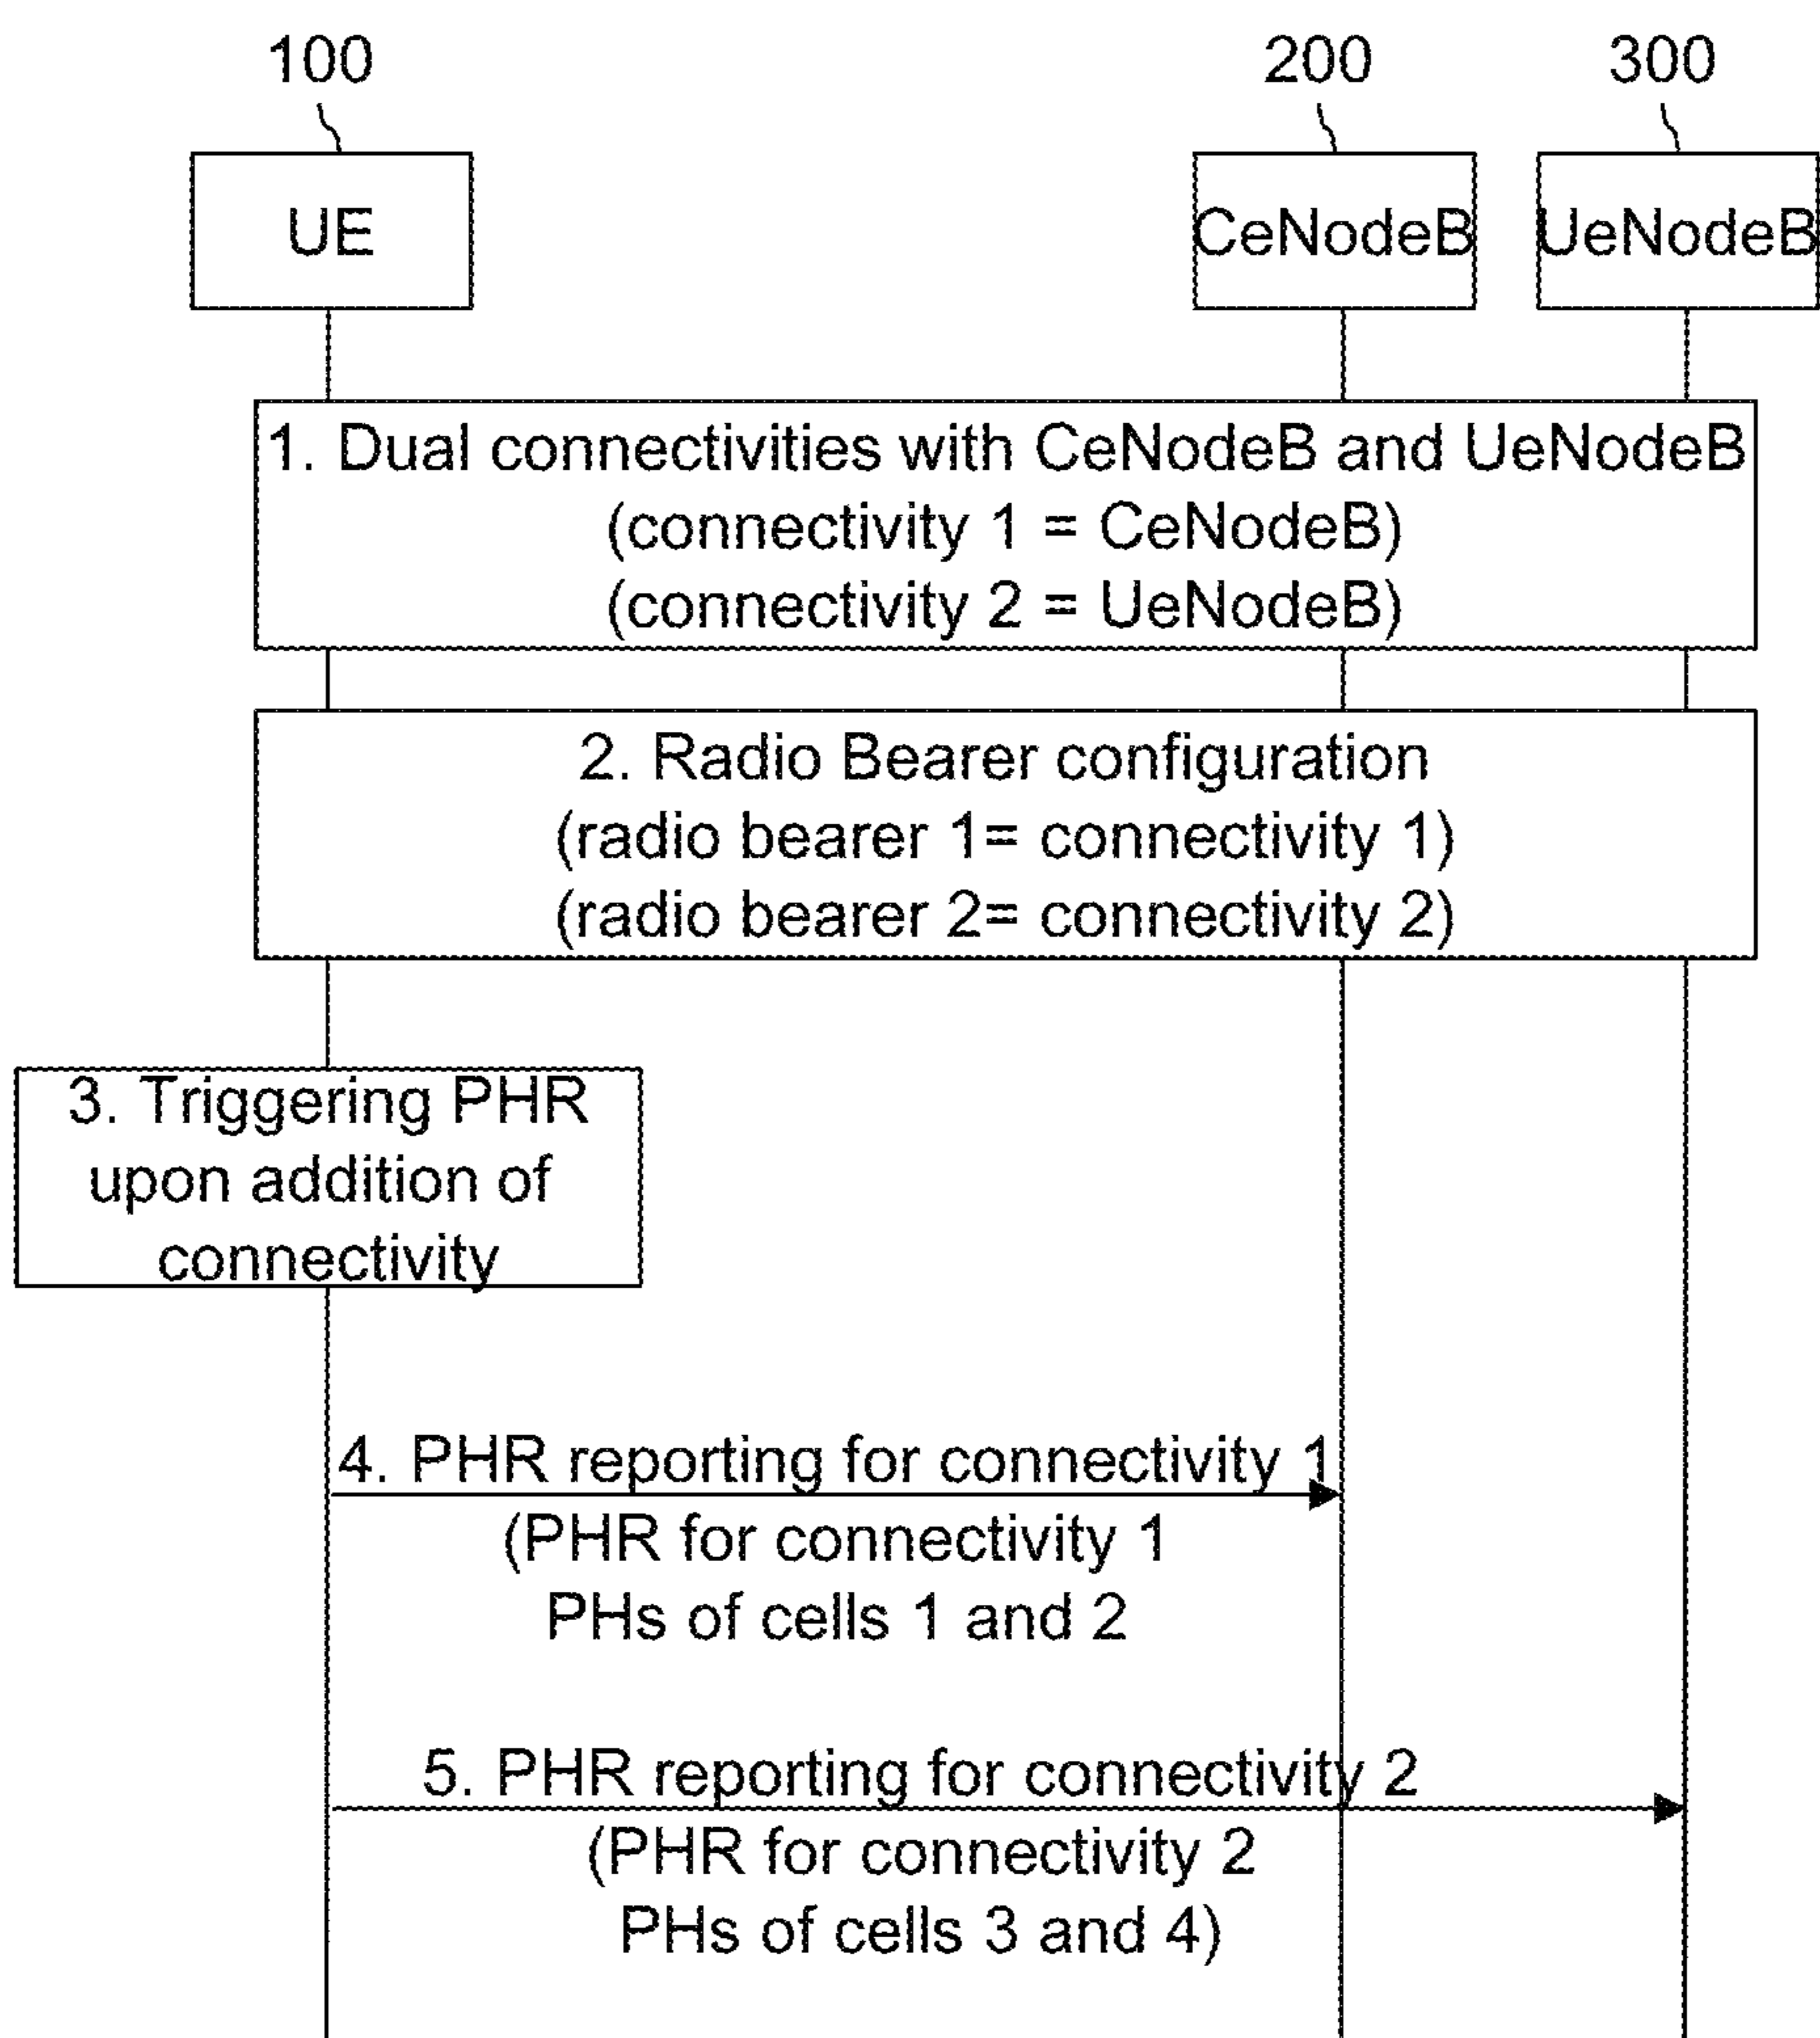 100
200
300
UE
CeNodeB
UeNodeB
1. Dual connectivities with CeNodeB and UeNodeB
(connectivity 1 = CeNodeB)
(connectivity 2 = UeNodeB)
2. Radio Bearer configuration
(radio bearer 1= connectivity 1)
(radio bearer 2= connectivity 2)
3. Triggering PHR
upon addition of
connectivity
4. PHR reporting for connectivity 1
(PHR for connectivity 1
PHs of cells 1 and 2
5. PHR reporting for connectivity 2
(PHR for connectivity 2
PHs of cells 3 and 4)